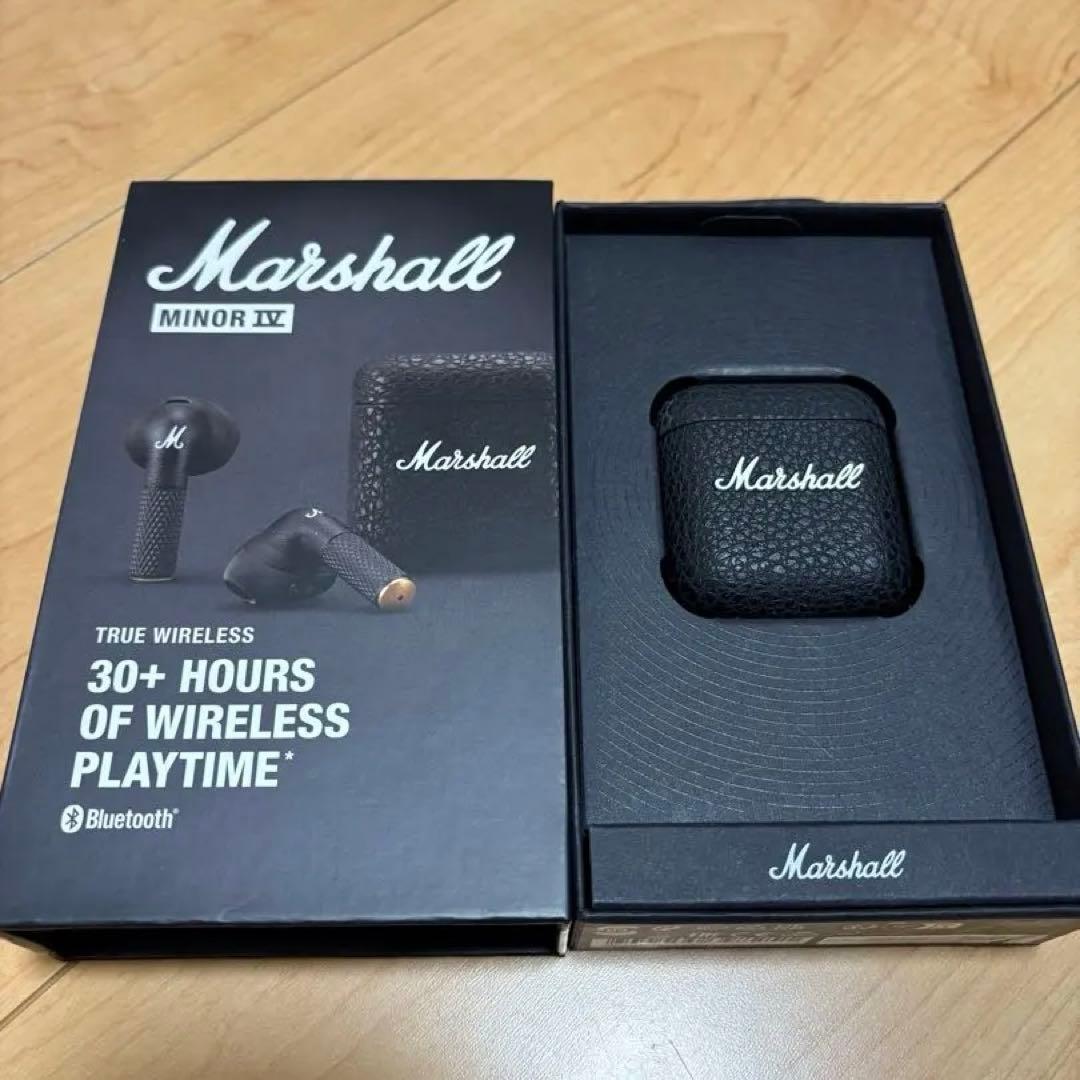 Marshall
MINOR IV
M
Marshall
TRUE WIRELESS
30+ HOURS
OF WIRELESS
PLAYTIME*
Bluetooth®
Marshall
Marshall